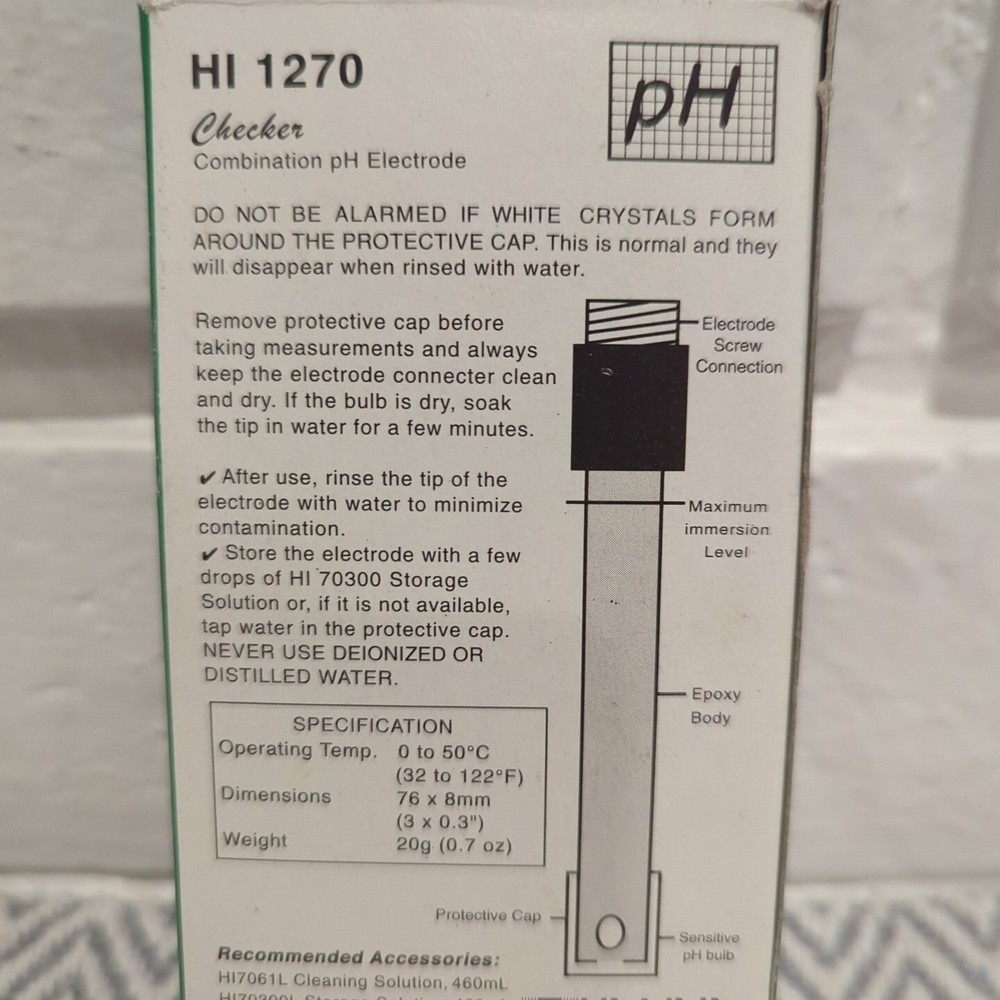 HI 1270
pH
Checker
Combination pH Electrode
DO NOT BE ALARMED IF WHITE CRYSTALS FORM
AROUND THE PROTECTIVE CAP. This is normal and they
will disappear when rinsed with water.
Remove protective cap before
taking measurements and always
keep the electrode connecter clean
and dry. If the bulb is dry, soak
the tip in water for a few minutes.
✔ After use, rinse the tip of the
electrode with water to minimize
contamination.
✔ Store the electrode with a few
drops of HI 70300 Storage
Solution or, if it is not available,
tap water in the protective cap.
NEVER USE DEIONIZED OR
DISTILLED WATER.
Electrode
Screw
Connection
Maximum
immersion
Level
Epoxy
Body
Protective Cap
Sensitive
pH bulb
SPECIFICATION
Operating Temp. 0 to 50°C
(32 to 122°F)
Dimensions 76 x 8mm
(3 x 0.3")
Weight 20g (0.7 oz)
Recommended Accessories:
HI7061L Cleaning Solution, 460mL